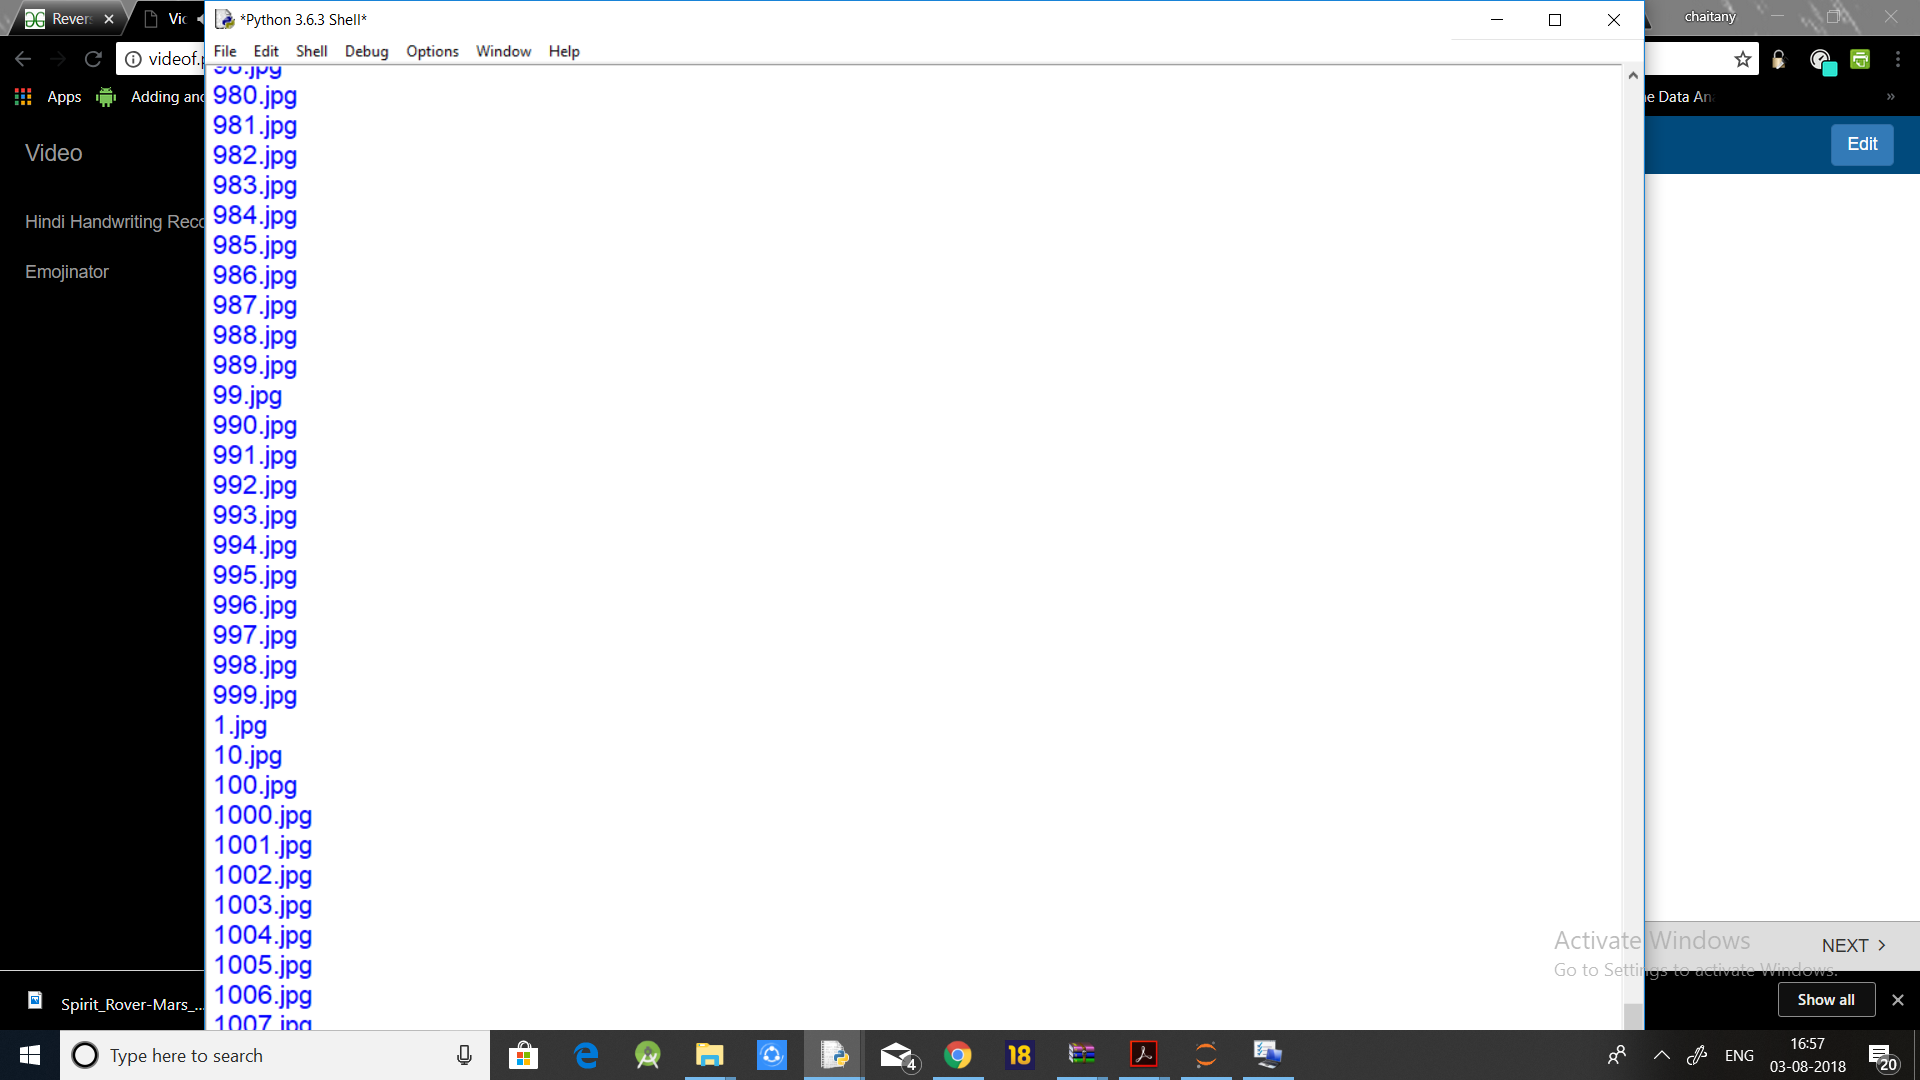 Rever
Vic
*Python 3.6.3 Shell*
chaitany
File Edit Shell Debug Options Window Help
videof.p
Apps
Adding and
e Data An
Video
Hindi Handwriting Reco
Emojinator
Edit
98.jpg
980.jpg
981.jpg
982.jpg
983.jpg
984.jpg
985.jpg
986.jpg
987.jpg
988.jpg
989.jpg
99.jpg
990.jpg
991.jpg
992.jpg
993.jpg
994.jpg
995.jpg
996.jpg
997.jpg
998.jpg
999.jpg
1.jpg
10.jpg
100.jpg
1000.jpg
1001.jpg
1002.jpg
1003.jpg
1004.jpg
1005.jpg
1006.jpg
1007.jpg
Activate Windows
Go to Settings to activate Windows.
NEXT
Spirit_Rover-Mars_...
Show all
Type here to search
4
18
ENG
16:57
03-08-2018
20